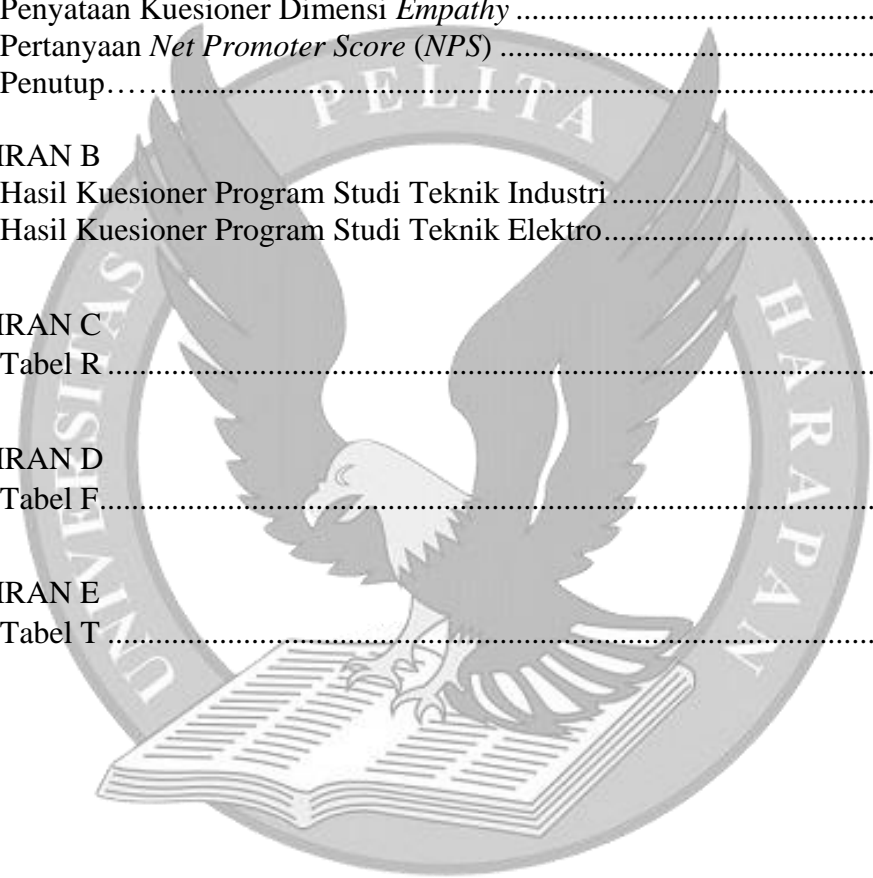 Penyataan Kuesioner Dimensi Empathy ..........................................
Pertanyaan Net Promoter Score (NPS) ............................................
Penutup…….....................................................................................
IRAN B
Hasil Kuesioner Program Studi Teknik Industri ...............................
Hasil Kuesioner Program Studi Teknik Elektro................................
IRAN C
Tabel R ............................................................................................
IRAN D
Tabel F.............................................................................................
IRAN E
Tabel T ............................................................................................
UNIVERSITAS PELITA HARAPAN